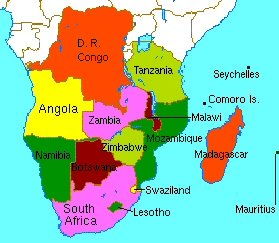 D. R.
Congo
Tanzania
Seychelles
Angola
Comoro Is.
Zambia
Malawi
Mozambique
Zimbabwe
Namibia
Botswana
Madagascar
Swaziland
South
Africa
Lesotho
Mauritius